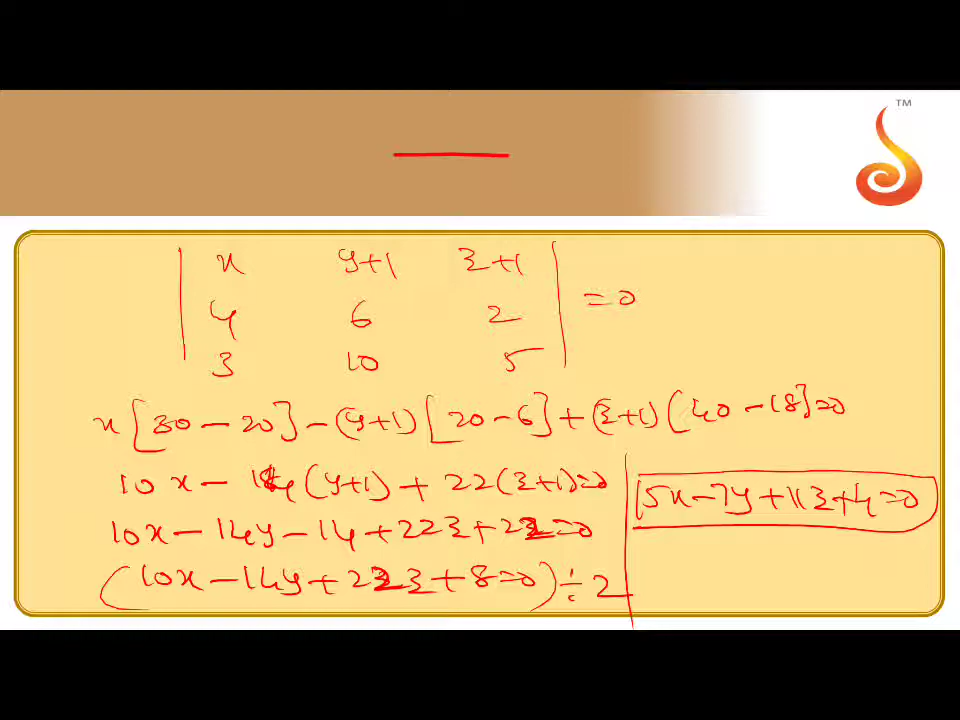 TM
| x y+1 z+1 |
| 4 6 2 | =0
| 3 10 5 |
x[30-20]-(y+1)[20-6]+(z+1)(40-18]=0
10x-14(y+1)+22(z+1)=0
10x-14y-14+22z+22=0
(10x-14y+22z+8=0)÷2
5x-7y+11z+4=0